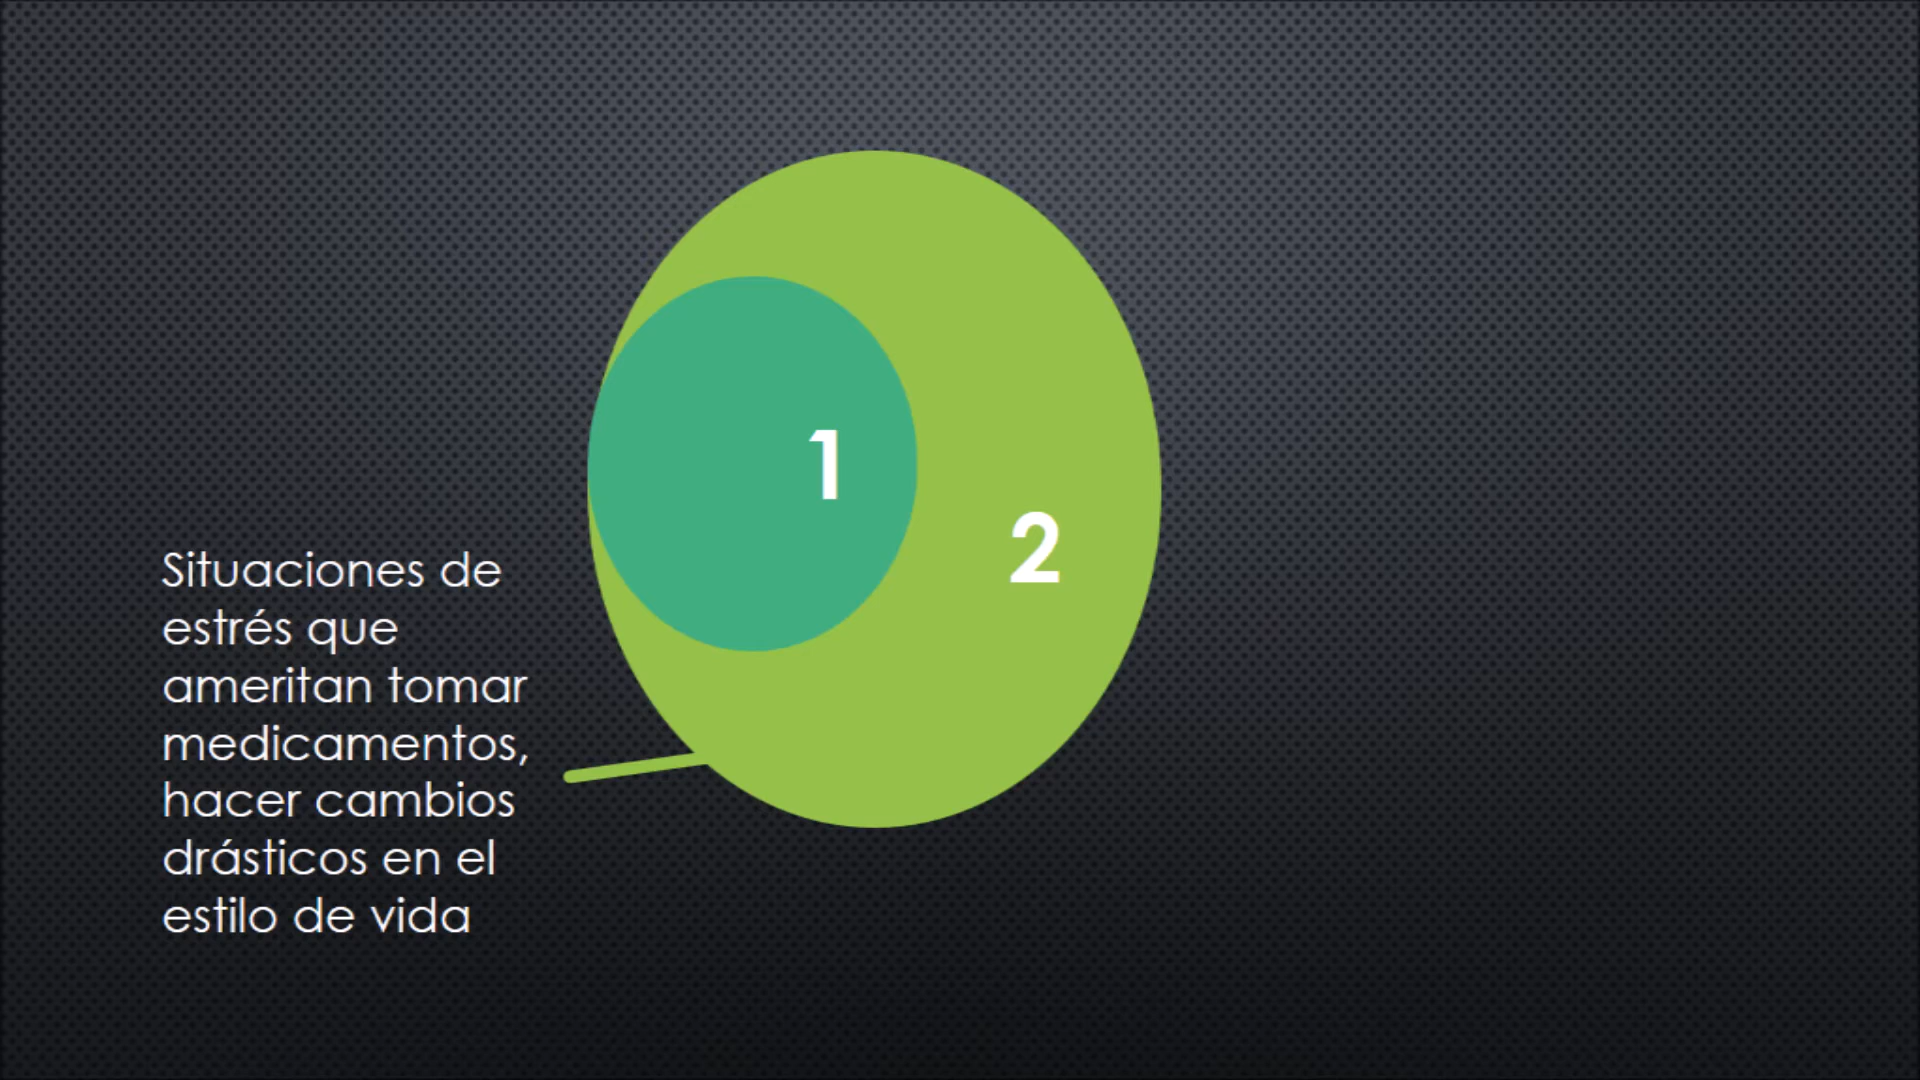 1
2
Situaciones de
estrés que
ameritan tomar
medicamentos,
hacer cambios
drásticos en el
estilo de vida